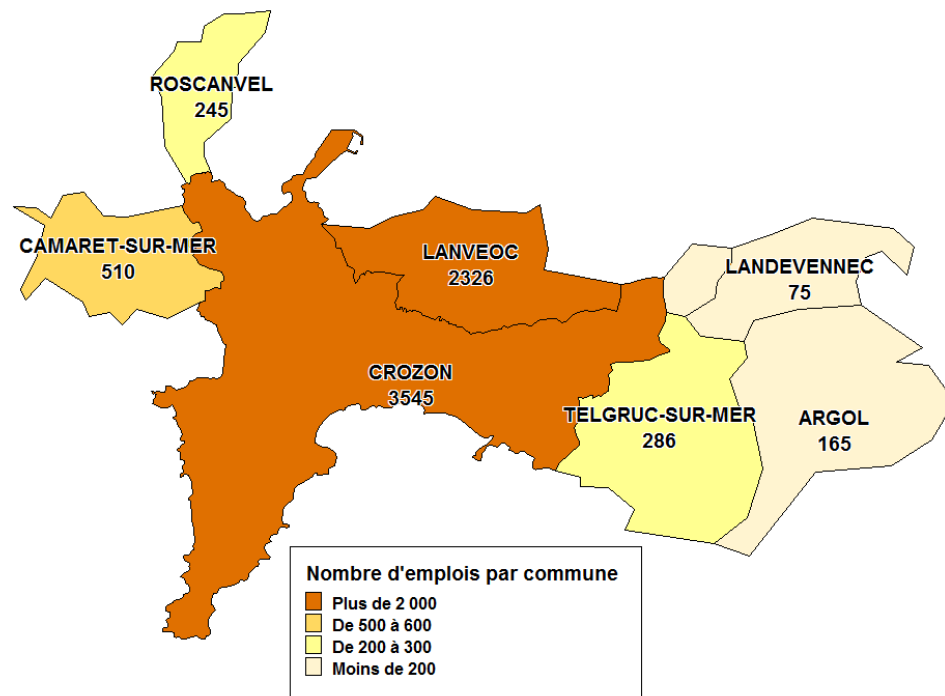 ROSCANVEL
245
CAMARET-SUR-MER
510
LANVEOC
2326
LANDEVENNEC
75
CROZON
3545
TELGRUC-SUR-MER
286
ARGOL
165
Nombre d'emplois par commune
Plus de 2 000
De 500 à 600
De 200 à 300
Moins de 200